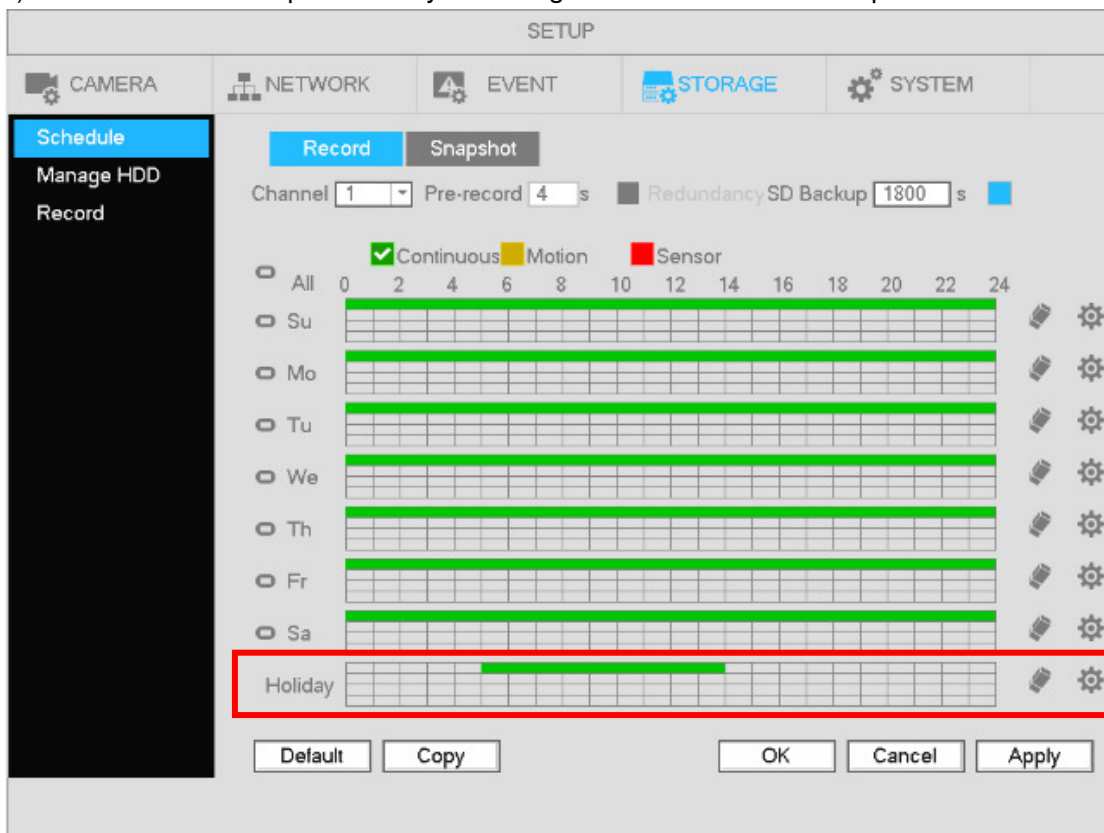 SETUP
CAMERA NETWORK EVENT STORAGE SYSTEM
Schedule
Manage HDD
Record
Record Snapshot
Channel 1 Pre-record 4 s Redundancy SD Backup 1800 s
Continuous Motion Sensor
All 0 2 4 6 8 10 12 14 16 18 20 22 24
Su
Mo
Tu
We
Th
Fr
Sa
Holiday
Default Copy OK Cancel Apply